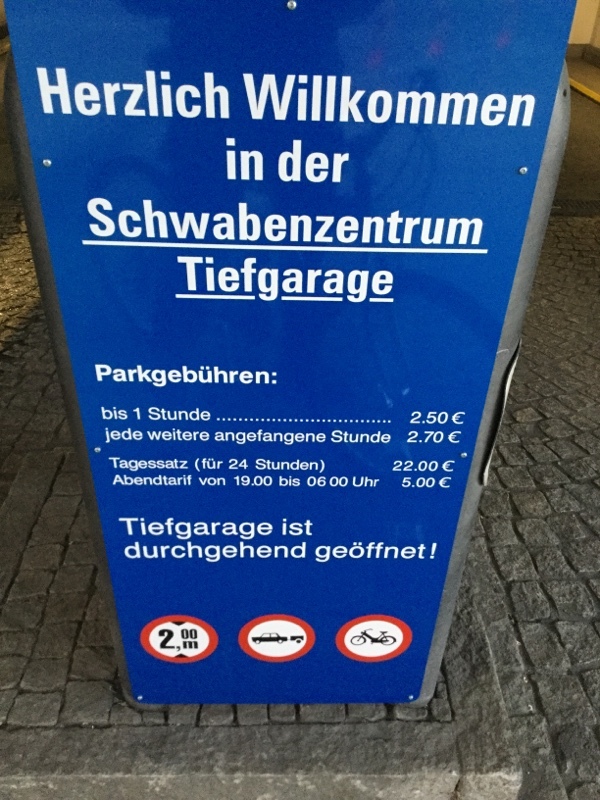 Herzlich Willkommen
in der
Schwabenzentrum
Tiefgarage
Parkgebühren:
bis 1 Stunde ................................ 2.50 €
jede weitere angefangene Stunde 2.70 €
Tagessatz (für 24 Stunden) 22.00 €
Abendtarif von 19.00 bis 06 00 Uhr 5.00 €
Tiefgarage ist
durchgehend geöffnet!
2,00 m